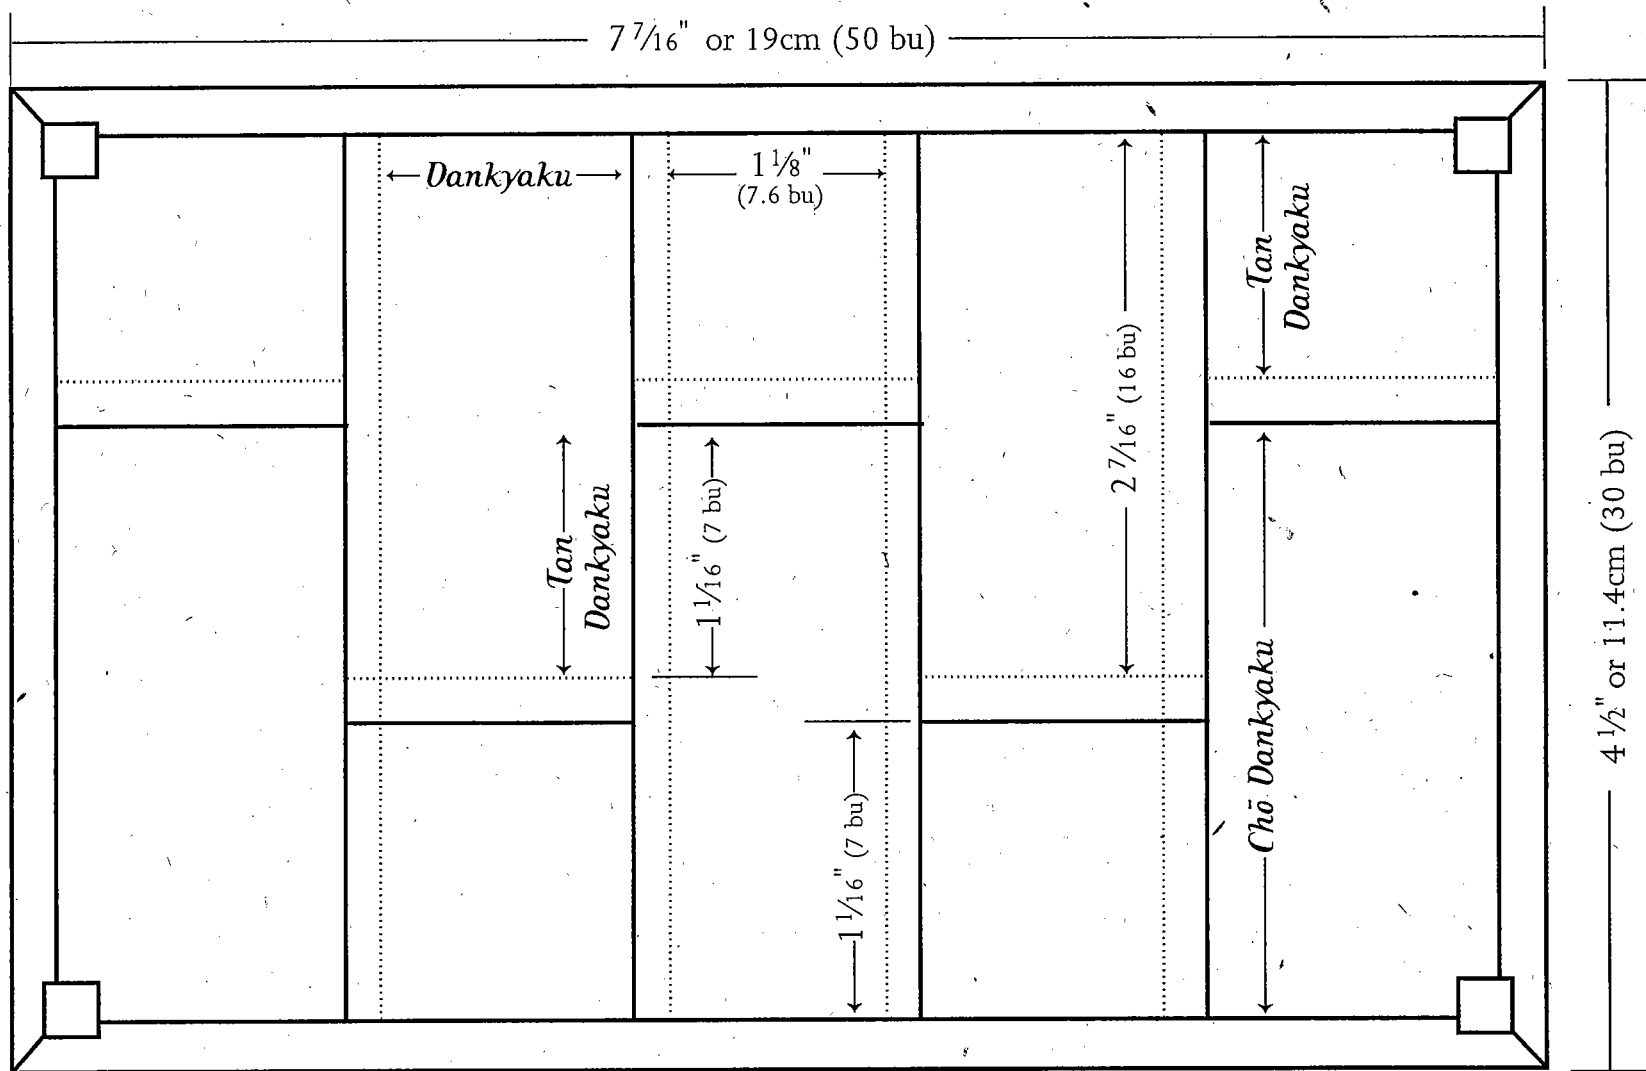 7 7/16" or 19cm (50 bu)
Dankyaku
1 1/8"
(7.6 bu)
Tan
Dankyaku
2 7/16" (16 bu)
Tan
Dankyaku
1 1/16" (7 bu)
1 1/16" (7 bu)
Chō Dankyaku
4 1/2" or 11.4cm (30 bu)